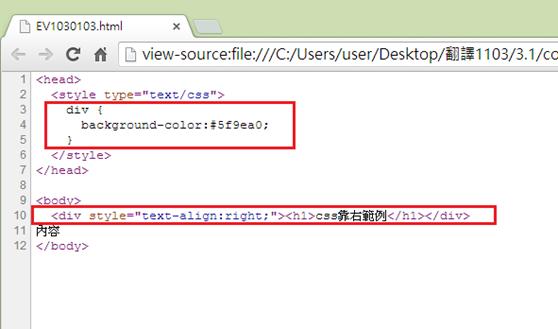 EV1030103.html
view-source:file:///C:/Users/user/Desktop/翻譯1103/3.1/co
1 <head>
2 <style type="text/css">
3 div {
4 background-color:#5f9ea0;
5 }
6 </style>
7 </head>
8
9 <body>
10 <div style="text-align:right;"><h1>css靠右範例</h1></div>
11 內容
12 </body>